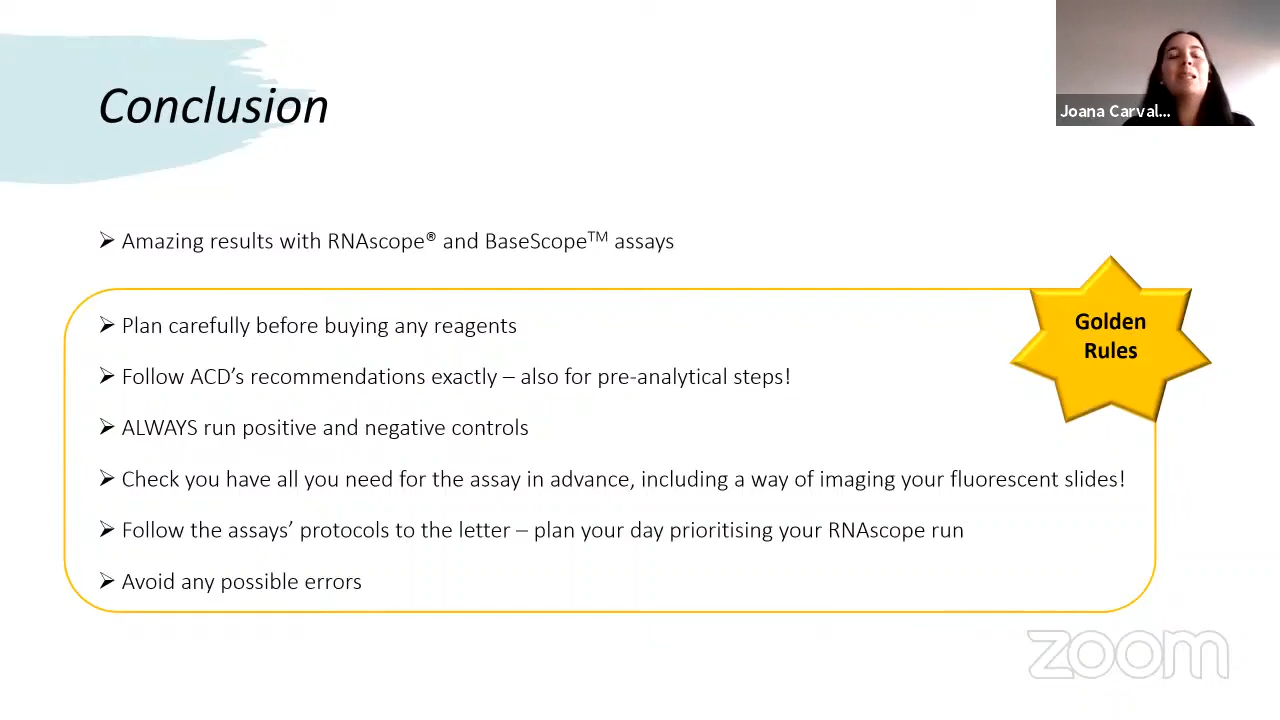 Conclusion
Joana Carval...
➢ Amazing results with RNAscope® and BaseScope™ assays
Golden
Rules
➢ Plan carefully before buying any reagents
➢ Follow ACD’s recommendations exactly – also for pre-analytical steps!
➢ ALWAYS run positive and negative controls
➢ Check you have all you need for the assay in advance, including a way of imaging your fluorescent slides!
➢ Follow the assays’ protocols to the letter – plan your day prioritising your RNAscope run
➢ Avoid any possible errors
zoom